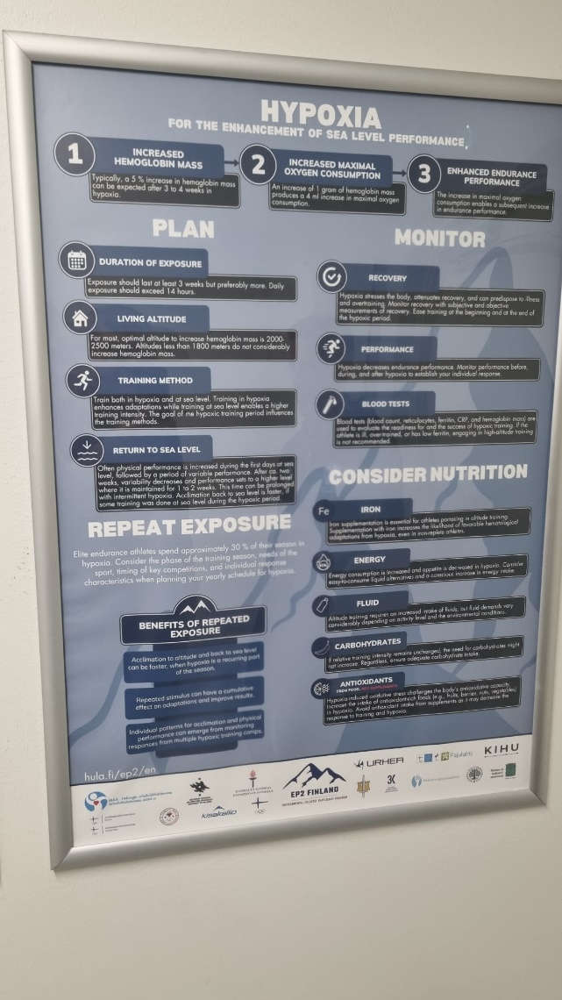 HYPOXIA
FOR THE ENHANCEMENT OF SEA LEVEL PERFORMANCE
1
INCREASED
HEMOGLOBIN MASS
Typically, a 5 % increase in hemoglobin mass
can be expected after 3 to 4 weeks in
hypoxia.
2
INCREASED MAXIMAL
OXYGEN CONSUMPTION
An increase of 1 gram of hemoglobin mass
produces a 4 ml increase in maximal oxygen
consumption.
3
ENHANCED ENDURANCE
PERFORMANCE
The increase in maximal oxygen
consumption enables a subsequent increase
in endurance performance.
PLAN
DURATION OF EXPOSURE
Exposure should last at least 3 weeks but preferably more. Daily
exposure should exceed 14 hours.
LIVING ALTITUDE
For most, optimal altitude to increase hemoglobin mass is 2000-
2500 meters. Altitudes less than 1800 meters do not considerably
increase hemoglobin mass.
TRAINING METHOD
Train both in hypoxia and at sea level. Training in hypoxia
enhances adaptations while training at sea level enables a higher
training intensity. The goal of the hypoxic training period influences
the training methods.
RETURN TO SEA LEVEL
Often physical performance is increased during the first days at sea
level, followed by a period of variable performance. After ca. two
weeks, variability decreases and performance sets to a higher level
where it is maintained for 1 to 2 weeks. This time can be prolonged
with intermittent hypoxia. Acclimation back to sea level is faster, if
some training was done at sea level during the hypoxic period.
REPEAT EXPOSURE
Elite endurance athletes spend approximately 30 % of their season in
hypoxia. Consider the phase of the training season, needs of the
sport, timing of key competitions, and individual response
characteristics when planning your yearly schedule for hypoxia.
BENEFITS OF REPEATED
EXPOSURE
Acclimation to altitude and back to sea level
can be faster, when hypoxia is a recurring part
of the season.
Repeated stimulus can have a cumulative
effect on adaptations and improve results.
Individual patterns for acclimation and physical
performance can emerge from monitoring
responses from multiple hypoxic training camps.
MONITOR
RECOVERY
Hypoxia stresses the body, attenuates recovery, and can predispose to illness
and overtraining. Monitor recovery with subjective and objective
measurements of recovery. Ease training at the beginning and at the end of
the hypoxic period.
PERFORMANCE
Hypoxia decreases endurance performance. Monitor performance before,
during, and after hypoxia to establish your individual response.
BLOOD TESTS
Blood tests (blood count, reticulocytes, ferritin, CRP, and hemoglobin mass) are
used to evaluate the readiness for and the success of hypoxic training. If the
athlete is ill, over-trained, or has low ferritin, engaging in high-altitude training
is not recommended.
CONSIDER NUTRITION
Fe
IRON
Iron supplementation is essential for athletes partaking in altitude training.
Supplementation with iron increases the likelihood of favorable hematological
adaptations from hypoxia, even in iron-replete athletes.
ENERGY
Energy consumption is increased and appetite is decreased in hypoxia. Consider
easy-to-consume liquid alternatives and a conscious increase in energy intake.
FLUID
Altitude training requires an increased intake of fluids, but fluid demands vary
considerably depending on activity level and the environmental conditions.
CARBOHYDRATES
If relative training intensity remains unchanged, the need for carbohydrates might
not increase. Regardless, ensure adequate carbohydrate intake.
ANTIOXIDANTS
FROM FOOD, NOT SUPPLEMENTS
Hypoxia-induced oxidative stress challenges the body's antioxidative capacity.
Increase the intake of antioxidant-rich foods (e.g., fruits, berries, nuts, vegetables)
in hypoxia. Avoid antioxidant intake from supplements as it may decrease the
response to training and hypoxia.
hula.fi/ep2/en
kisakallio
EP2 FINLAND
URHEA
3K
Pajulahti
KIHU